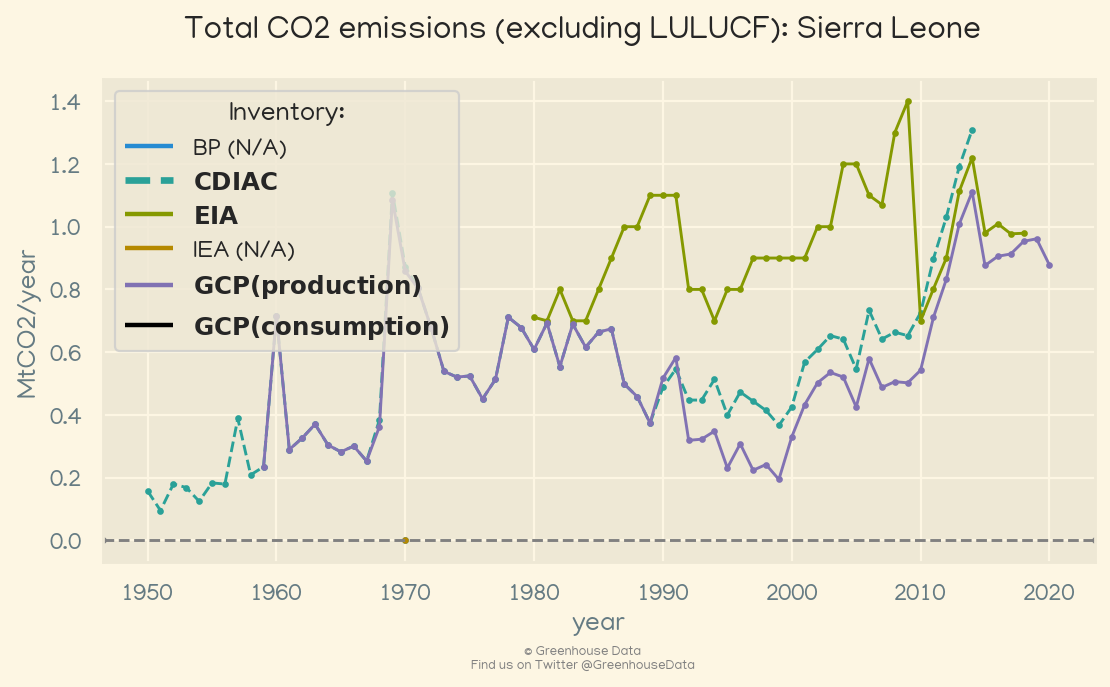 Total CO2 emissions (excluding LULUCF): Sierra Leone
Inventory:
BP (N/A)
CDIAC
EIA
IEA (N/A)
GCP(production)
GCP(consumption)
MtCO2/year
1.4
1.2
1.0
0.8
0.6
0.4
0.2
0.0
1950 1960 1970 1980 1990 2000 2010 2020
year
© Greenhouse Data
Find us on Twitter @GreenhouseData